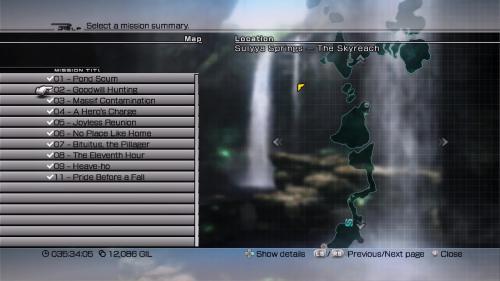 Select a mission summary.
Map
Location
Sulyya Springs — The Skyreach
MISSION TITL
01 – Pond Scum
02 – Goodwill Hunting
03 – Massif Contamination
04 – A Hero's Charge
05 – Joyless Reunion
06 – No Place Like Home
07 – Bituitus, the Pillager
08 – The Eleventh Hour
09 – Heave-ho
11 – Pride Before a Fall
S
035:34:05 12,086 GIL
Show details LB / RB Previous/Next page Close